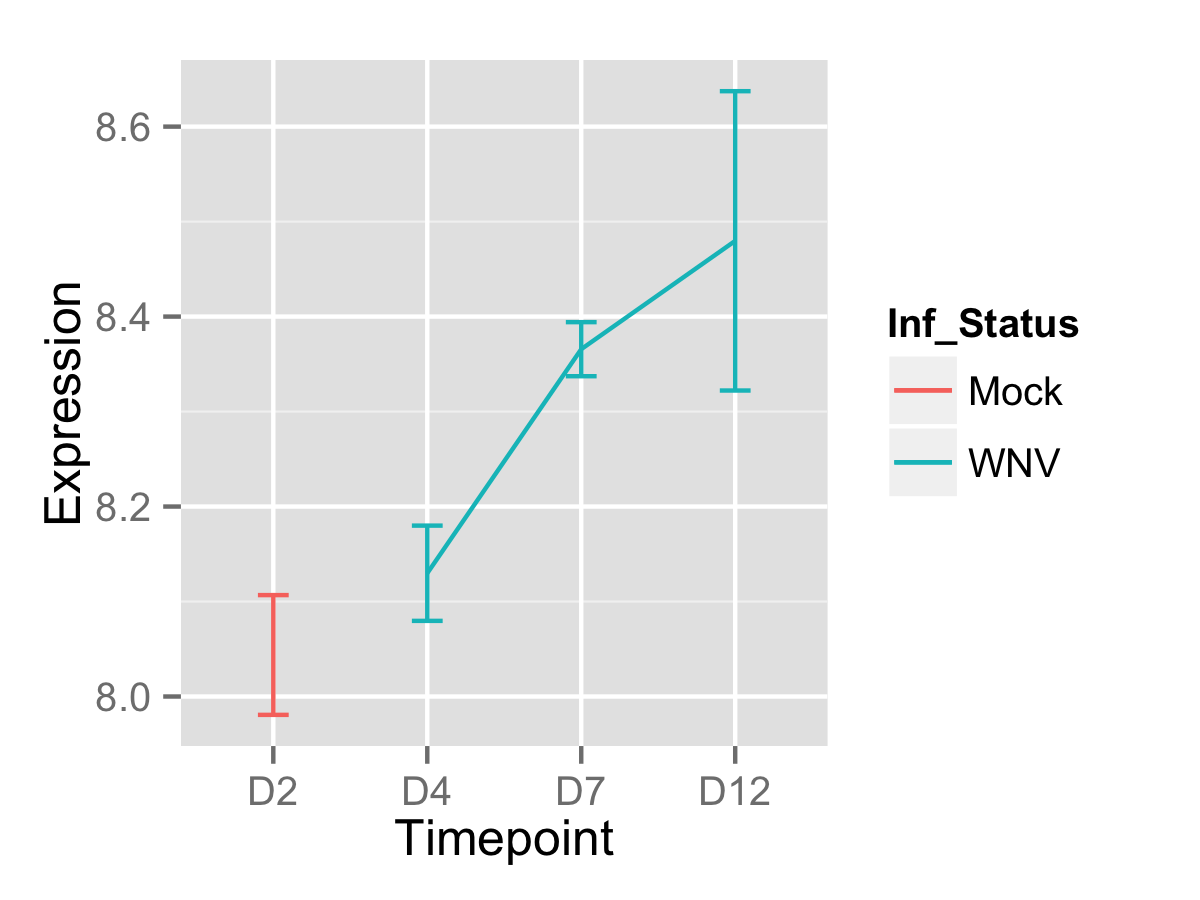 8.6
8.4
8.2
8.0
Expression
D2 D4 D7 D12
Timepoint
Inf_Status
Mock
WNV